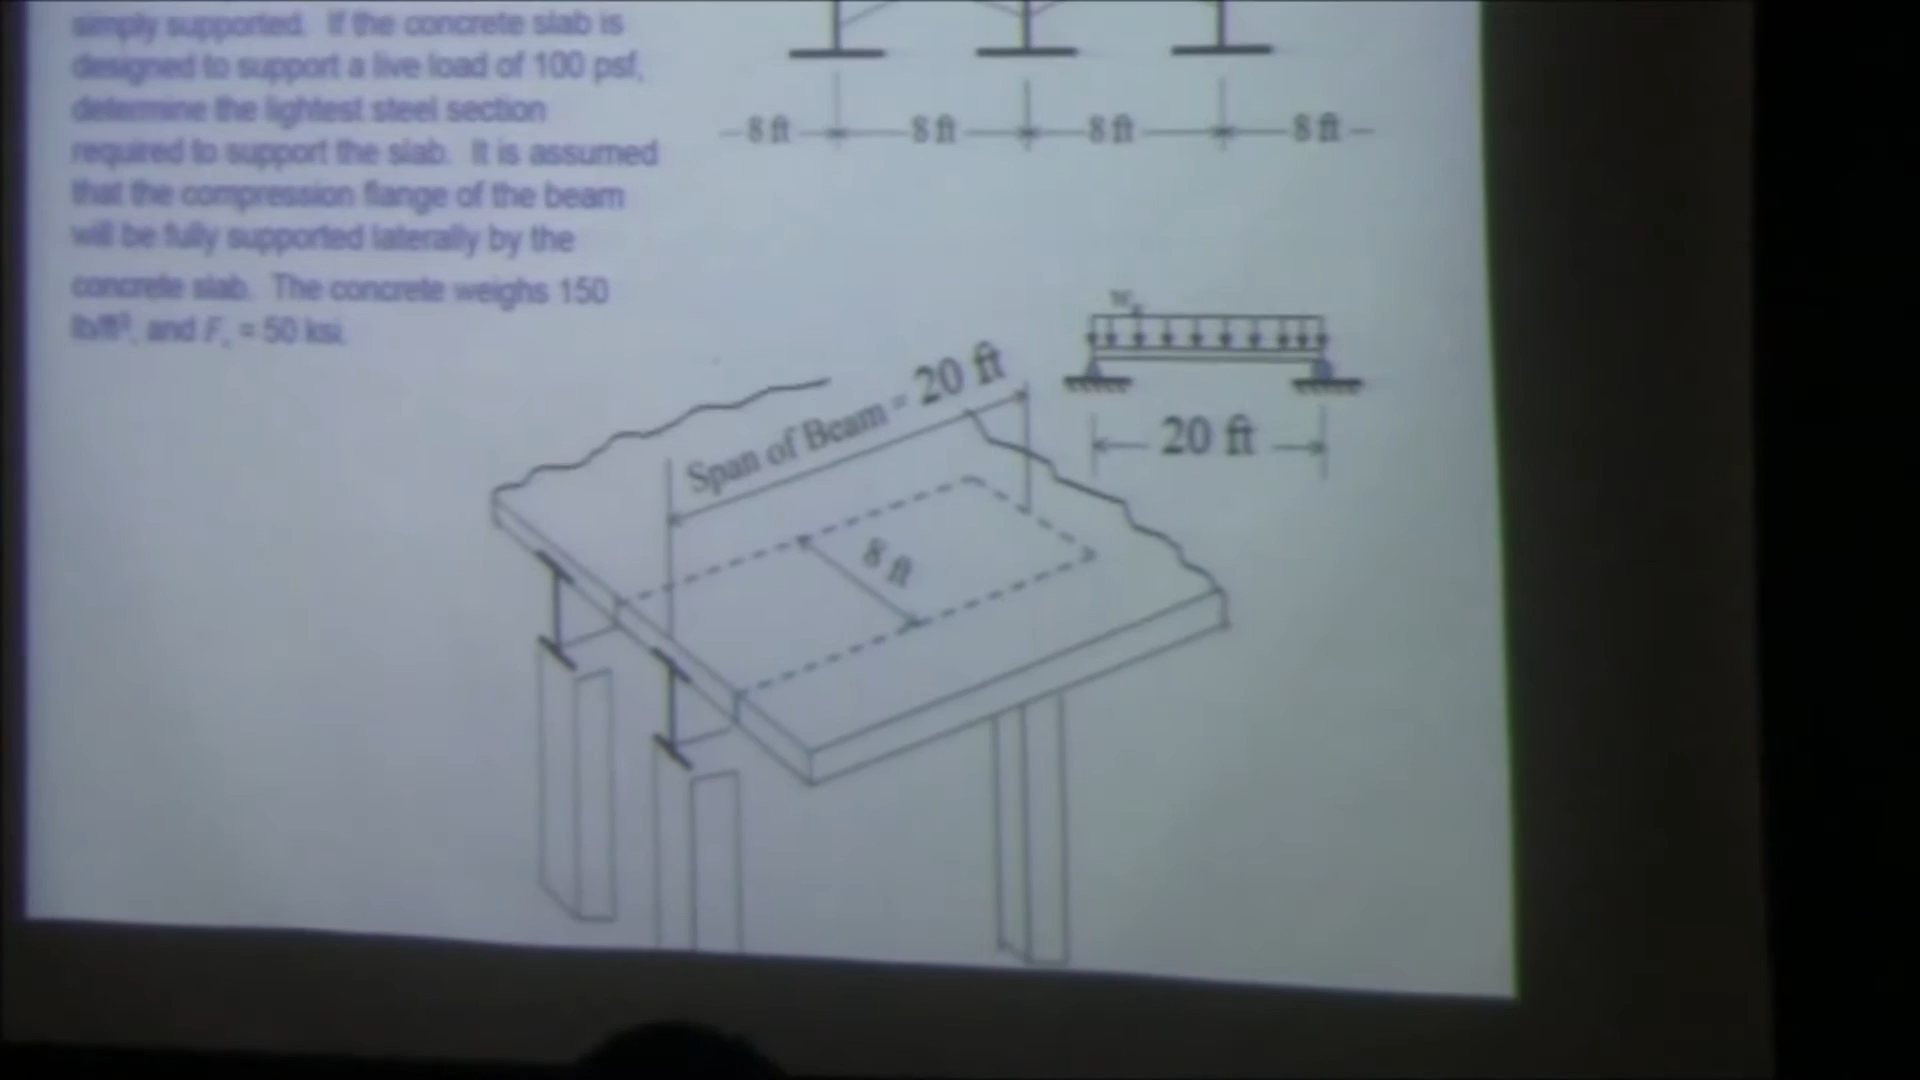 simply supported. If the concrete slab is
designed to support a live load of 100 psf,
determine the lightest steel section
required to support the slab. It is assumed
that the compression flange of the beam
will be fully supported laterally by the
concrete slab. The concrete weighs 150
lb/ft³, and F = 50 ksi.
8 ft 8 ft 8 ft 8 ft
w
20 ft
Span of Beam = 20 ft
8 ft